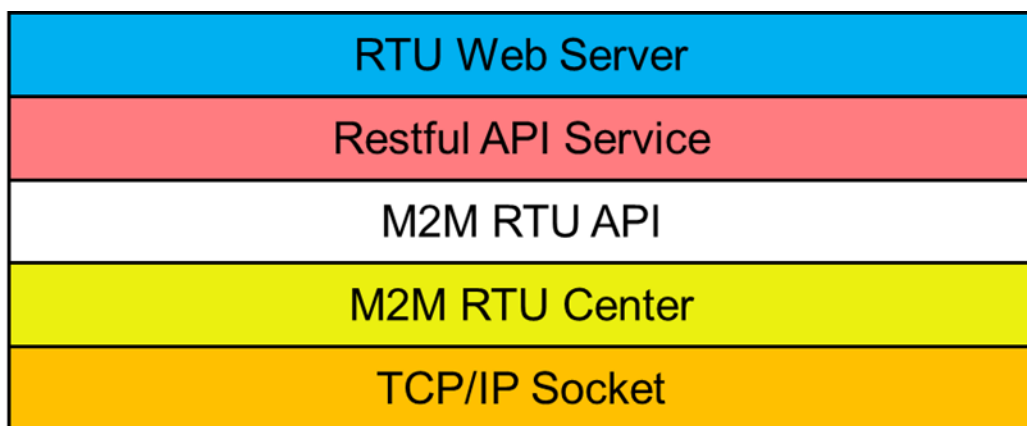 RTU Web Server
Restful API Service
M2M RTU API
M2M RTU Center
TCP/IP Socket